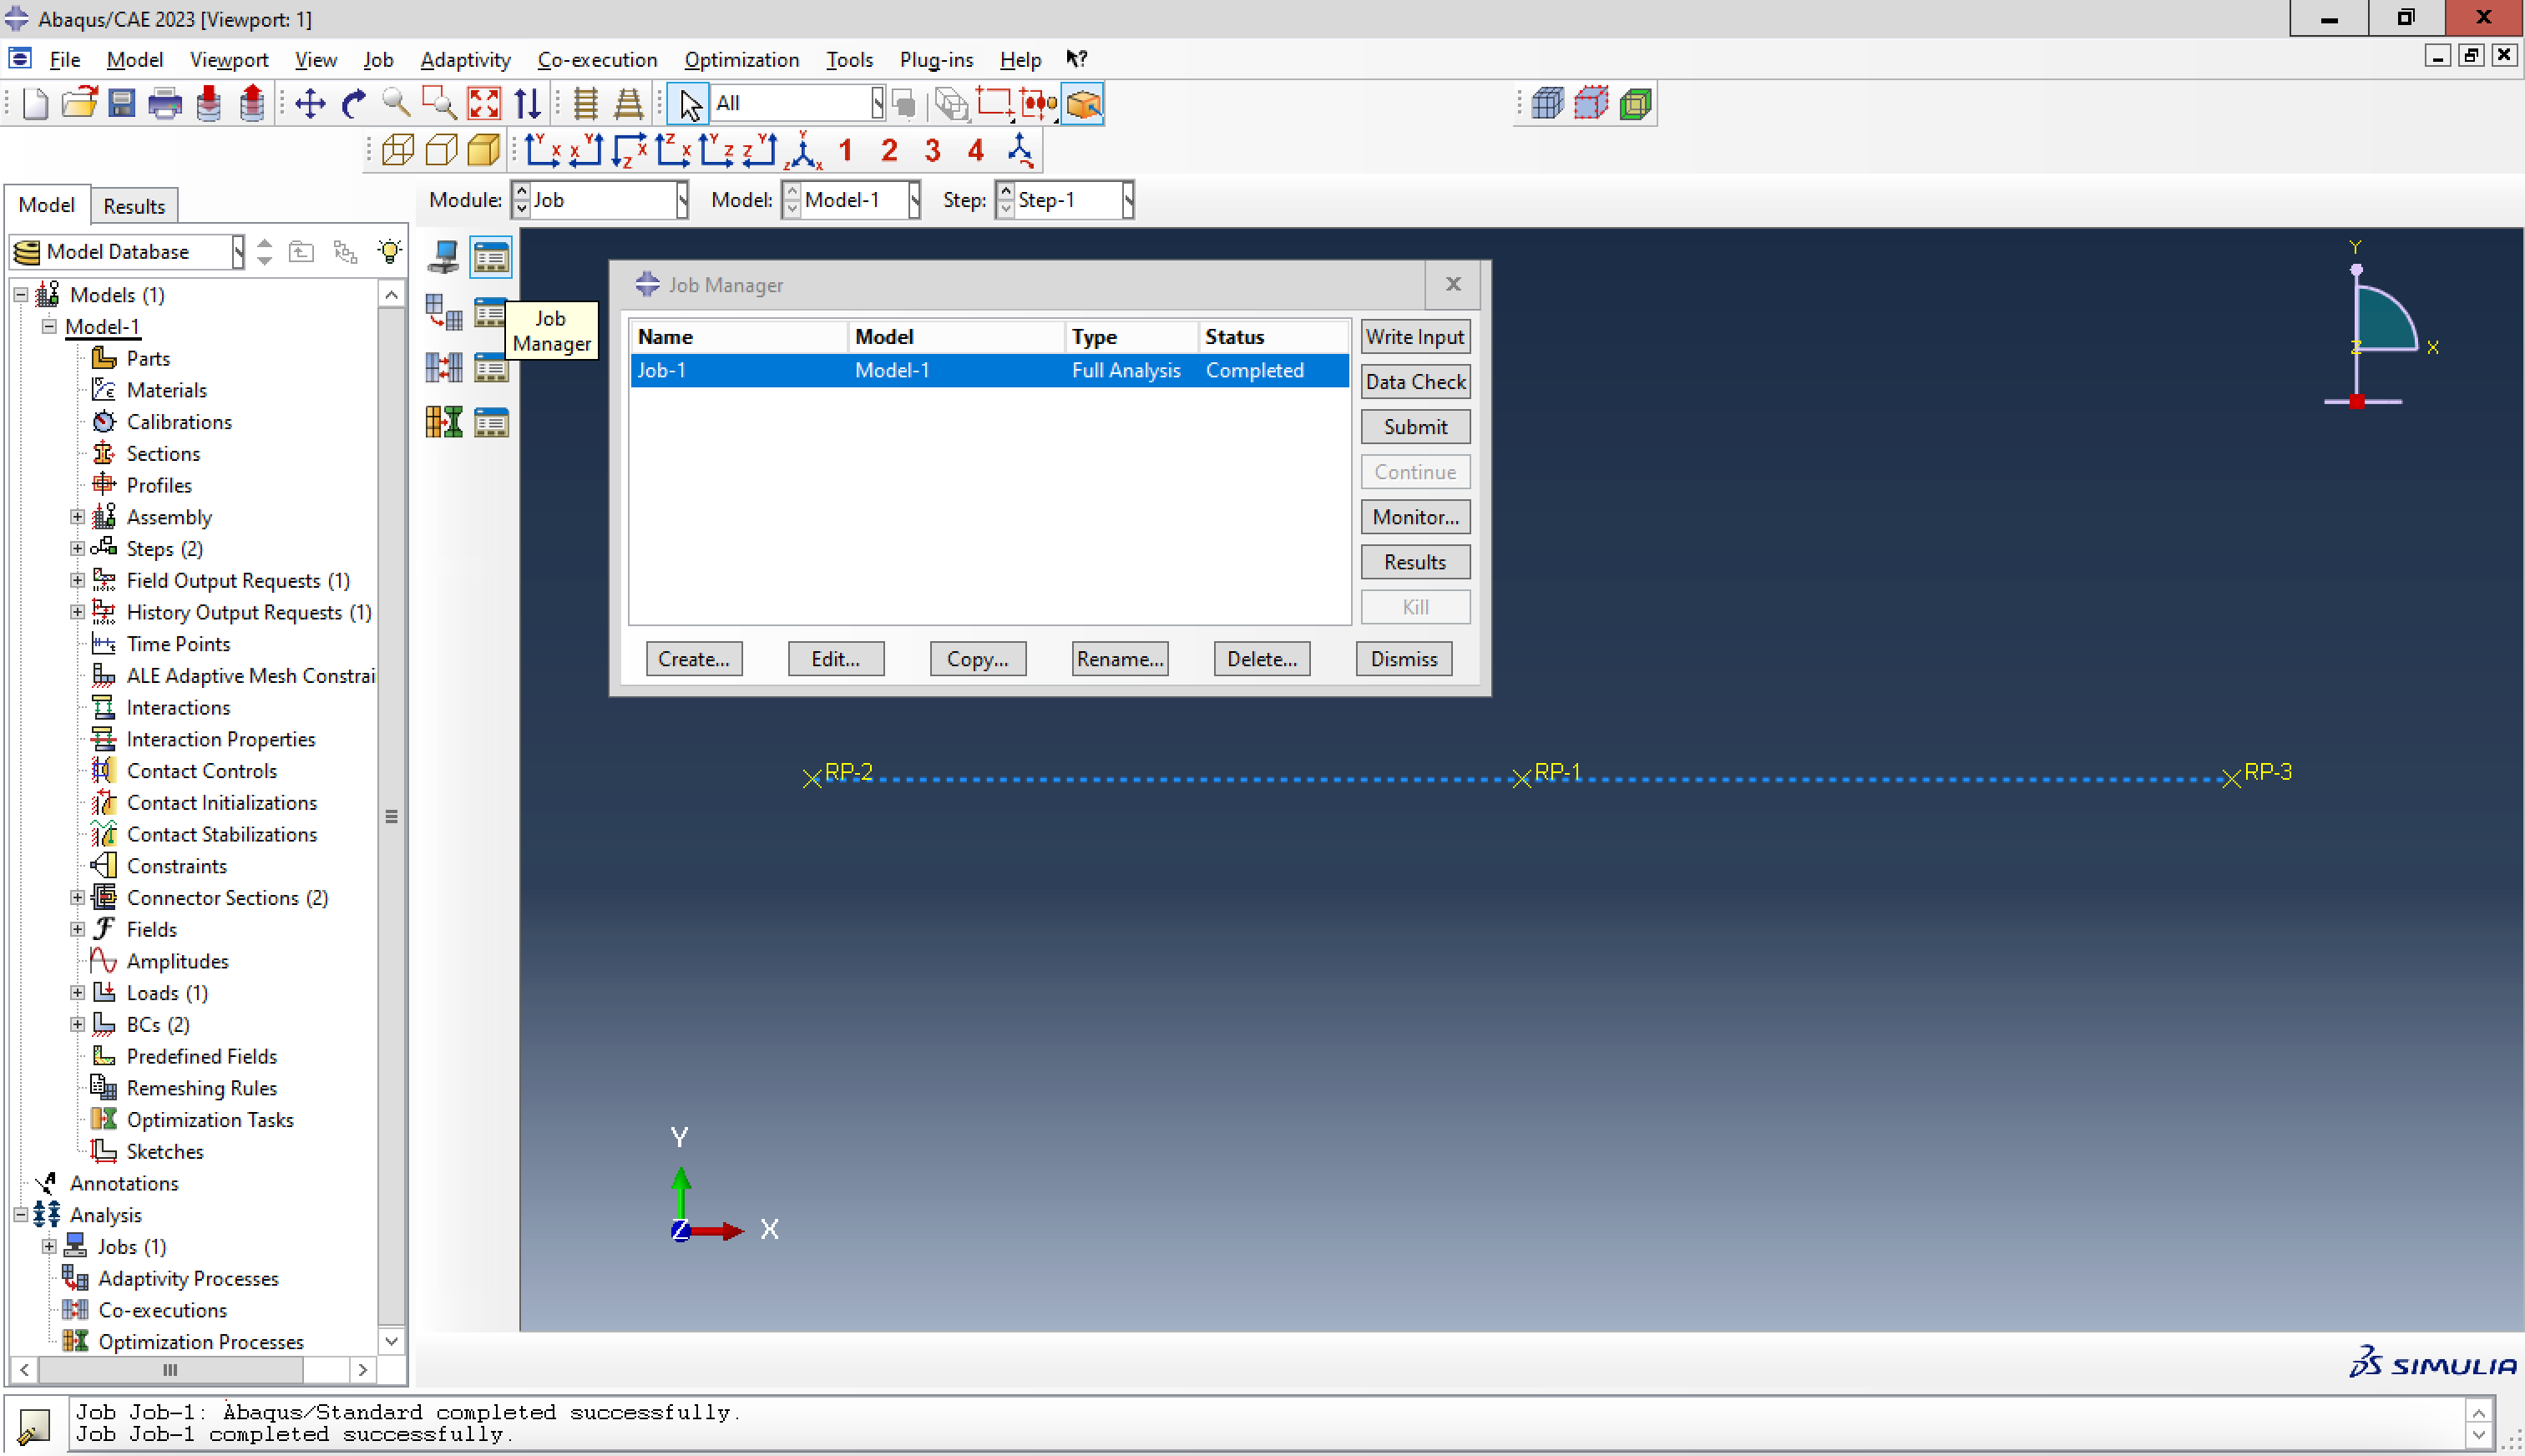 Abaqus/CAE 2023 [Viewport: 1]
File Model Viewport View Job Adaptivity Co-execution Optimization Tools Plug-ins Help
All
1 2 3 4
Model Results
Module: Job Model: Model-1 Step: Step-1
Model Database
Models (1)
Model-1
Parts
Materials
Calibrations
Sections
Profiles
Assembly
Steps (2)
Field Output Requests (1)
History Output Requests (1)
Time Points
ALE Adaptive Mesh Constrai
Interactions
Interaction Properties
Contact Controls
Contact Initializations
Contact Stabilizations
Constraints
Connector Sections (2)
Fields
Amplitudes
Loads (1)
BCs (2)
Predefined Fields
Remeshing Rules
Optimization Tasks
Sketches
Annotations
Analysis
Jobs (1)
Adaptivity Processes
Co-executions
Optimization Processes
Job
Manager
Job Manager
Name Model Type Status
Job-1 Model-1 Full Analysis Completed
Write Input
Data Check
Submit
Continue
Monitor...
Results
Kill
Create... Edit... Copy... Rename... Delete... Dismiss
Y
Z X
RP-2 RP-1 RP-3
Y
Z X
SIMULIA
Job Job-1: Abaqus/Standard completed successfully.
Job Job-1 completed successfully.